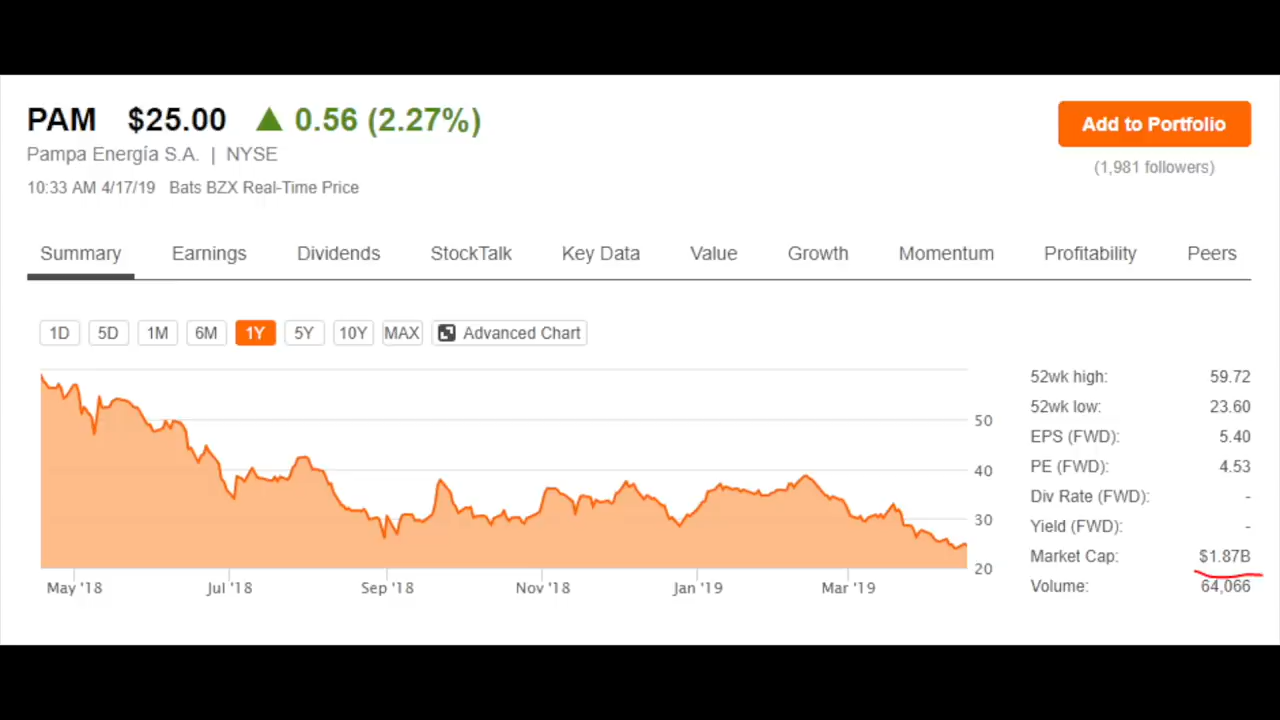 PAM $25.00 ▲ 0.56 (2.27%)
Pampa Energía S.A. | NYSE
10:33 AM 4/17/19 Bats BZX Real-Time Price
Add to Portfolio
(1,981 followers)
Summary Earnings Dividends StockTalk Key Data Value Growth Momentum Profitability Peers
1D 5D 1M 6M 1Y 5Y 10Y MAX Advanced Chart
50
40
30
20
May '18 Jul '18 Sep '18 Nov '18 Jan '19 Mar '19
52wk high: 59.72
52wk low: 23.60
EPS (FWD): 5.40
PE (FWD): 4.53
Div Rate (FWD): -
Yield (FWD): -
Market Cap: $1.87B
Volume: 64,066